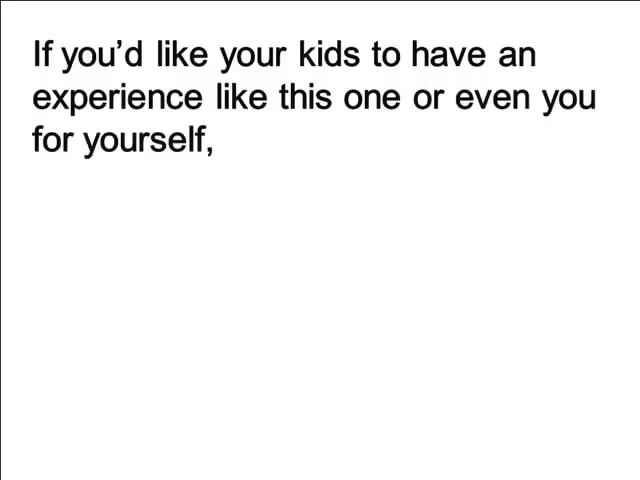 If you’d like your kids to have an
experience like this one or even you
for yourself,